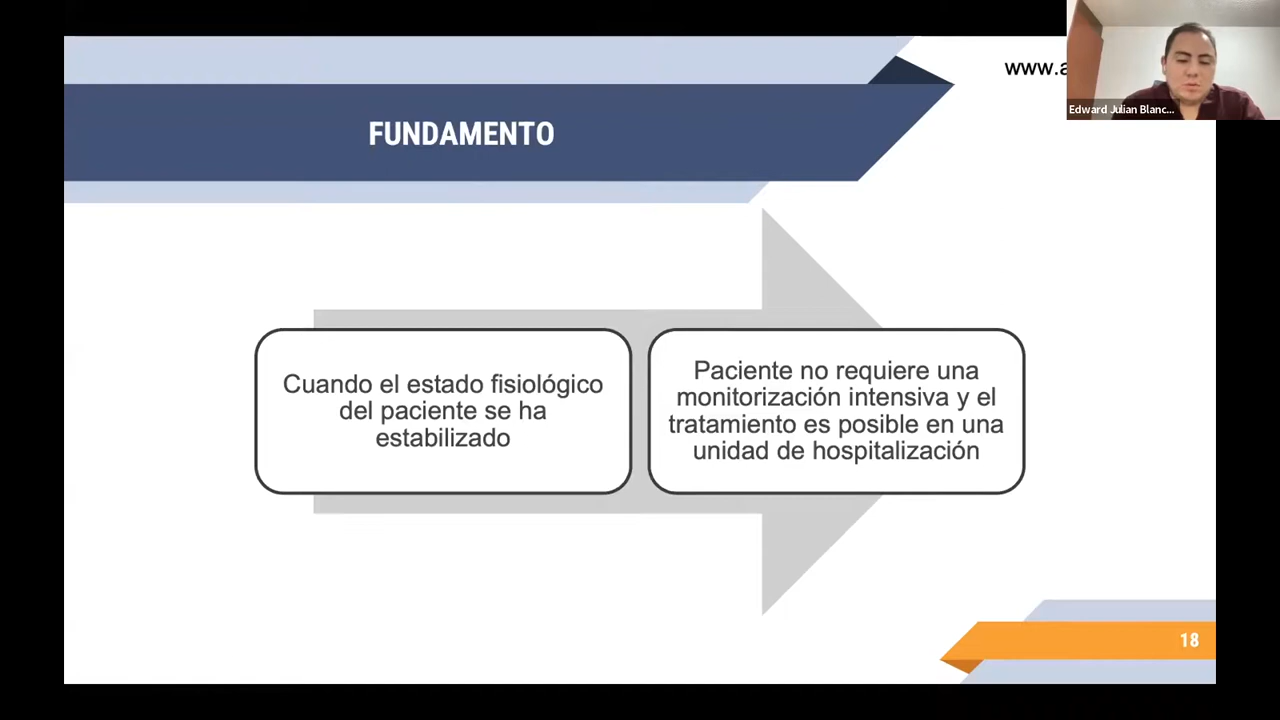 www.a
Edward Julian Blanc...
FUNDAMENTO
Cuando el estado fisiológico
del paciente se ha
estabilizado
Paciente no requiere una
monitorización intensiva y el
tratamiento es posible en una
unidad de hospitalización
18